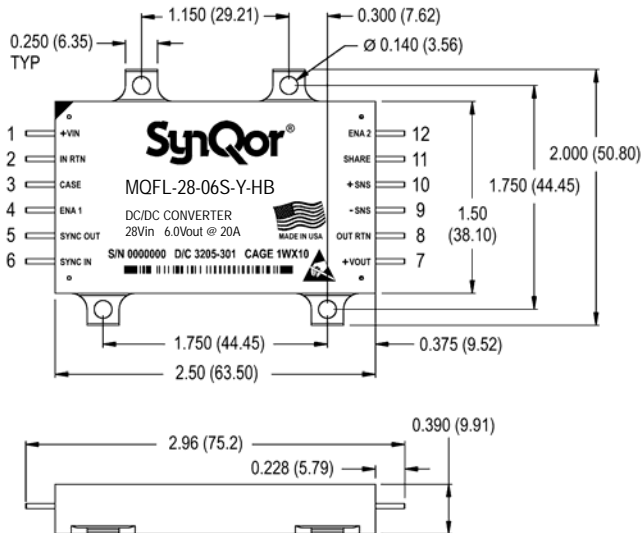 1.150 (29.21)
0.300 (7.62)
0.250 (6.35)
TYP
Ø 0.140 (3.56)
SynQor®
MQFL-28-06S-Y-HB
DC/DC CONVERTER
28Vin 6.0Vout @ 20A
MADE IN USA
S/N 0000000 D/C 3205-301 CAGE 1WX10
1 +VIN
2 IN RTN
3 CASE
4 ENA 1
5 SYNC OUT
6 SYNC IN
ENA 2 12
SHARE 11
+SNS 10
-SNS 9
OUT RTN 8
+VOUT 7
2.000 (50.80)
1.750 (44.45)
1.50
(38.10)
1.750 (44.45)
0.375 (9.52)
2.50 (63.50)
0.390 (9.91)
2.96 (75.2)
0.228 (5.79)